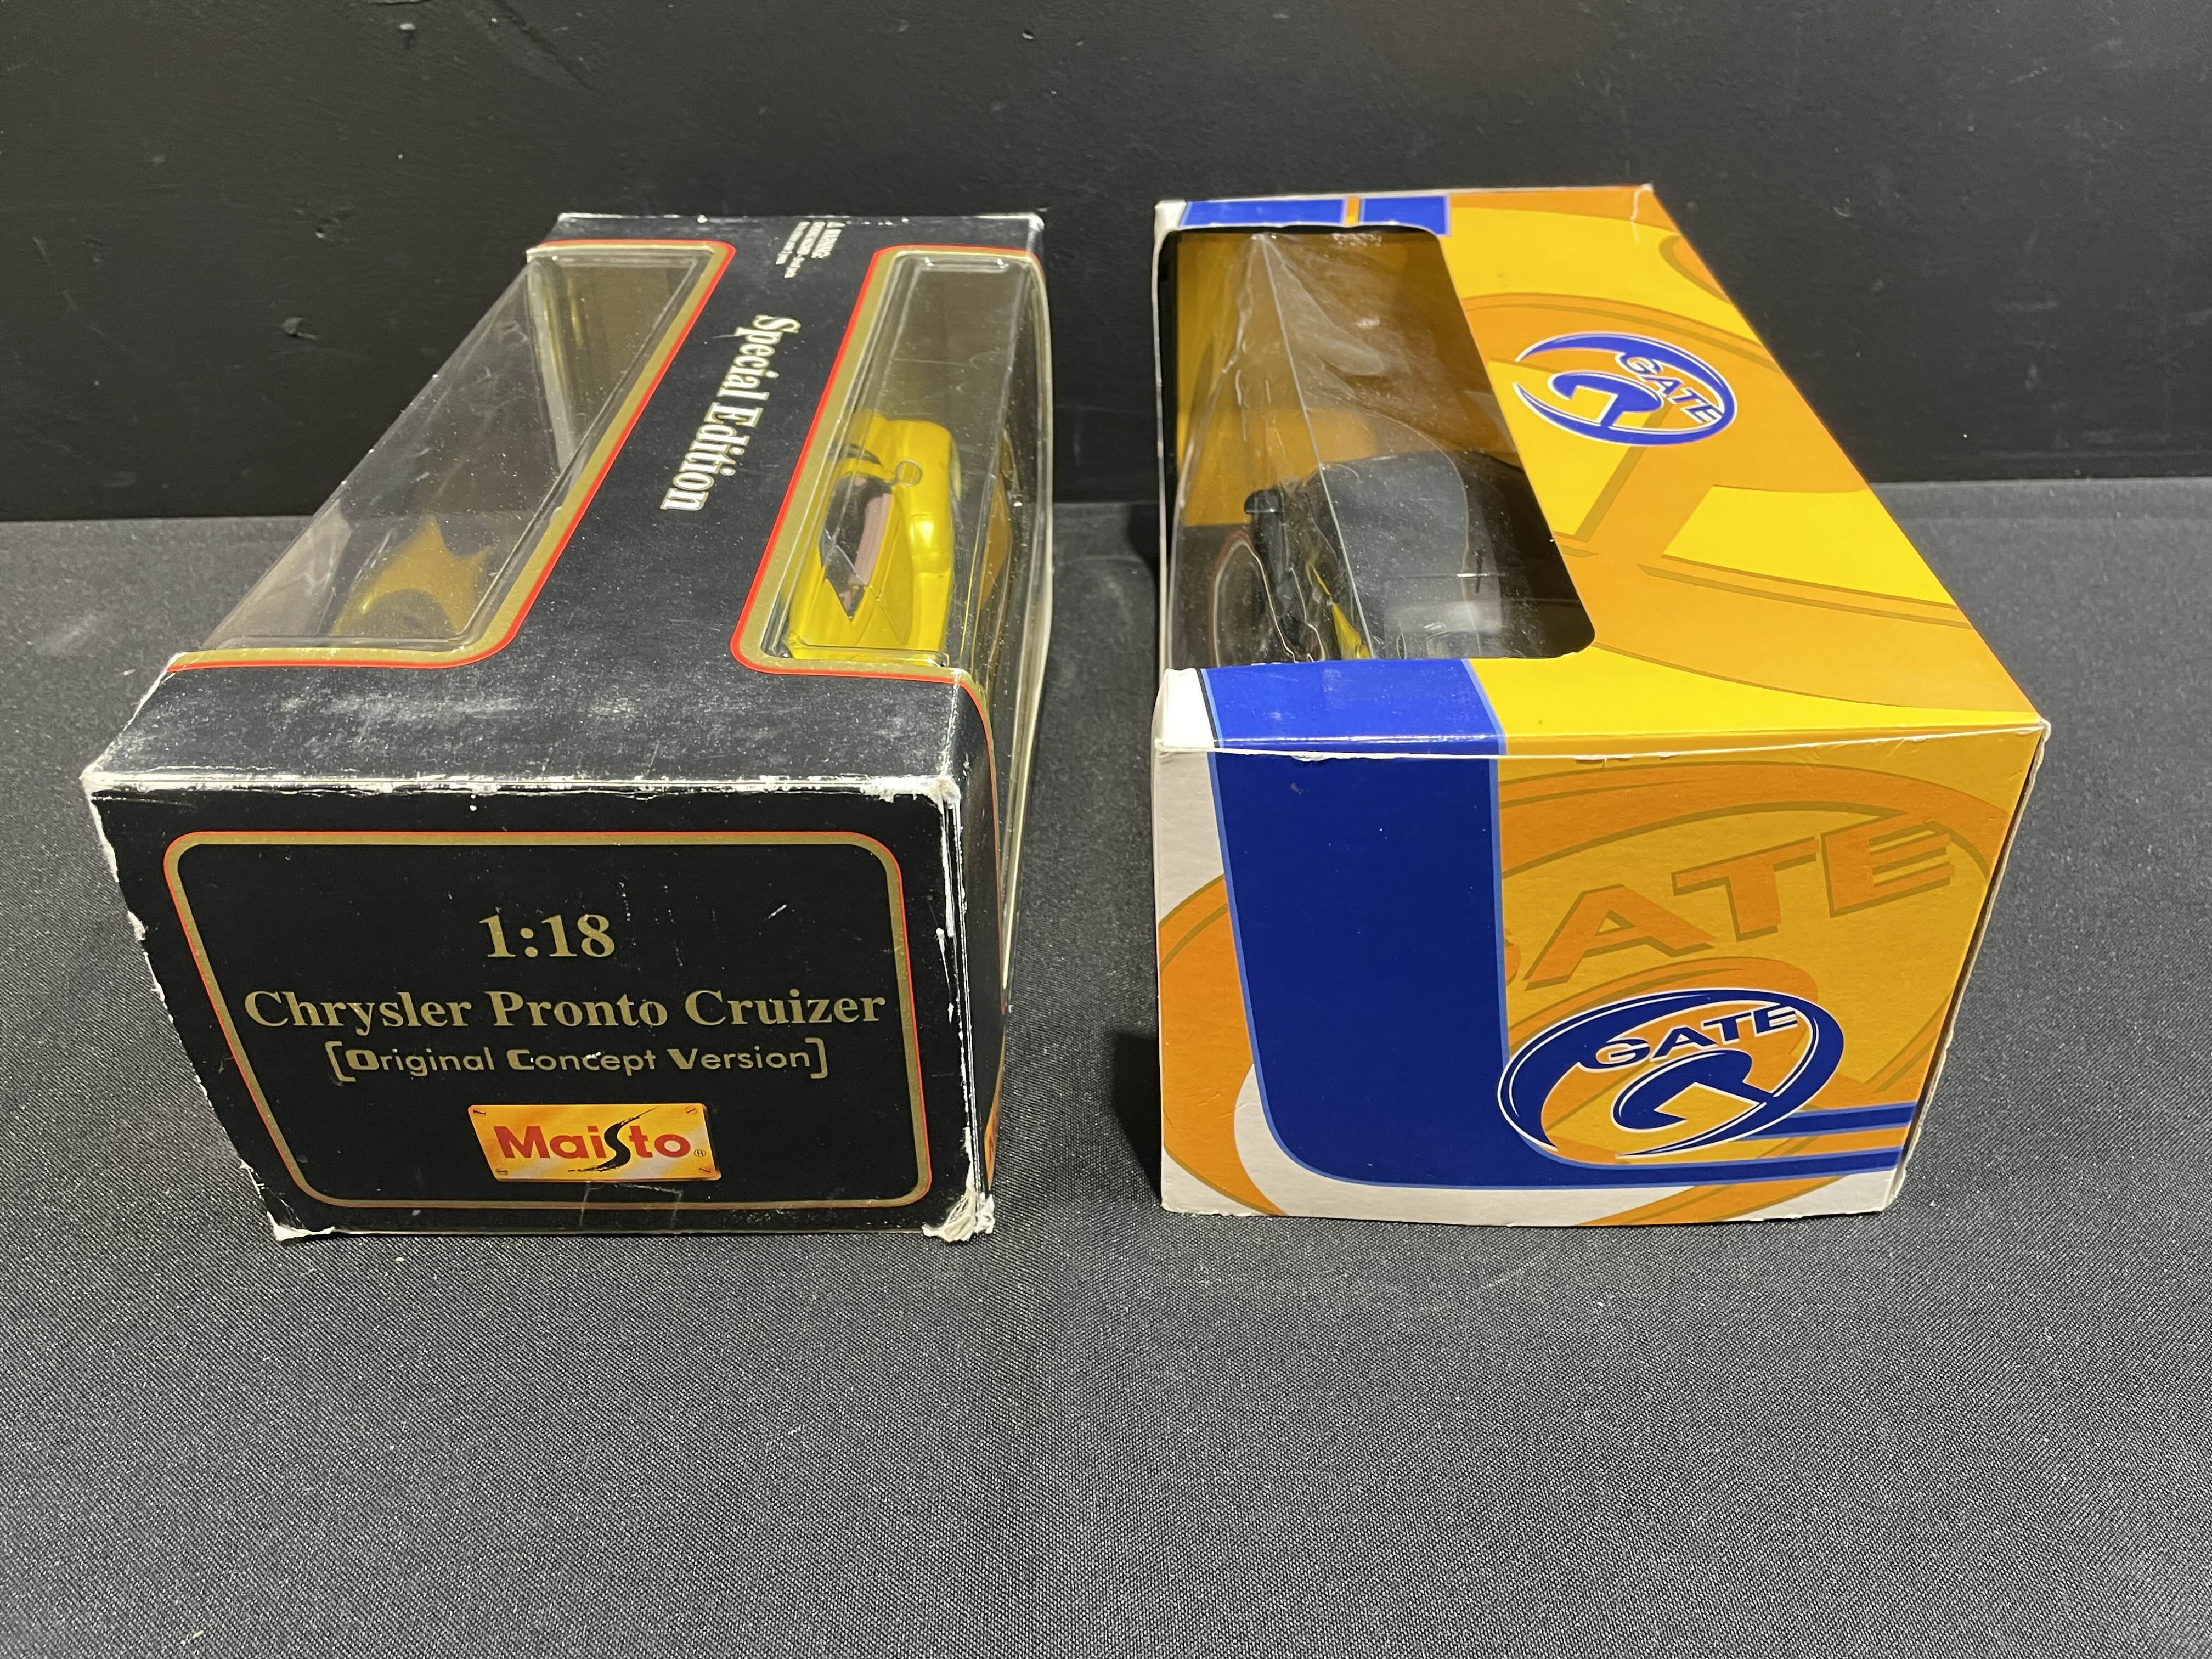 Special Edition
1:18
Chrysler Pronto Cruizer
[Original Concept Version]
Maisto®
GATE
GATE
GATE